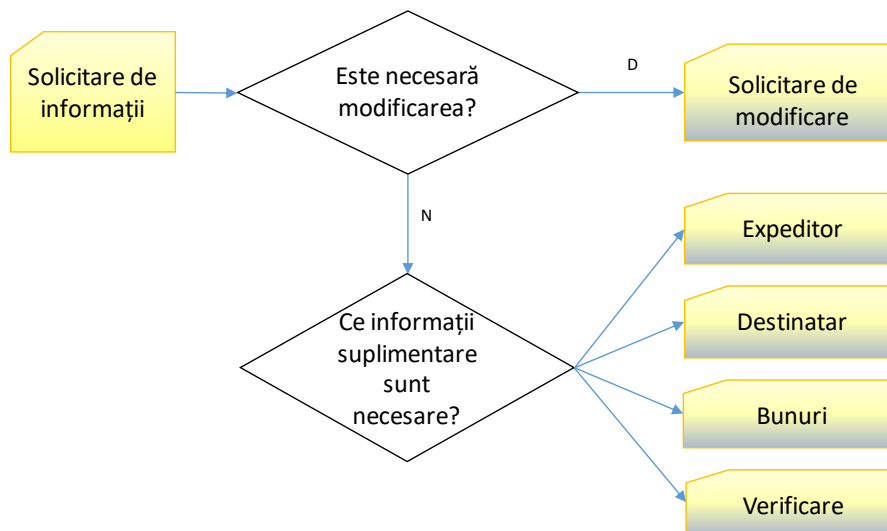 Solicitare de
informații
Este necesară
modificarea?
D
Solicitare de
modificare
N
Expeditor
Ce informații
suplimentare
sunt
necesare?
Destinatar
Bunuri
Verificare